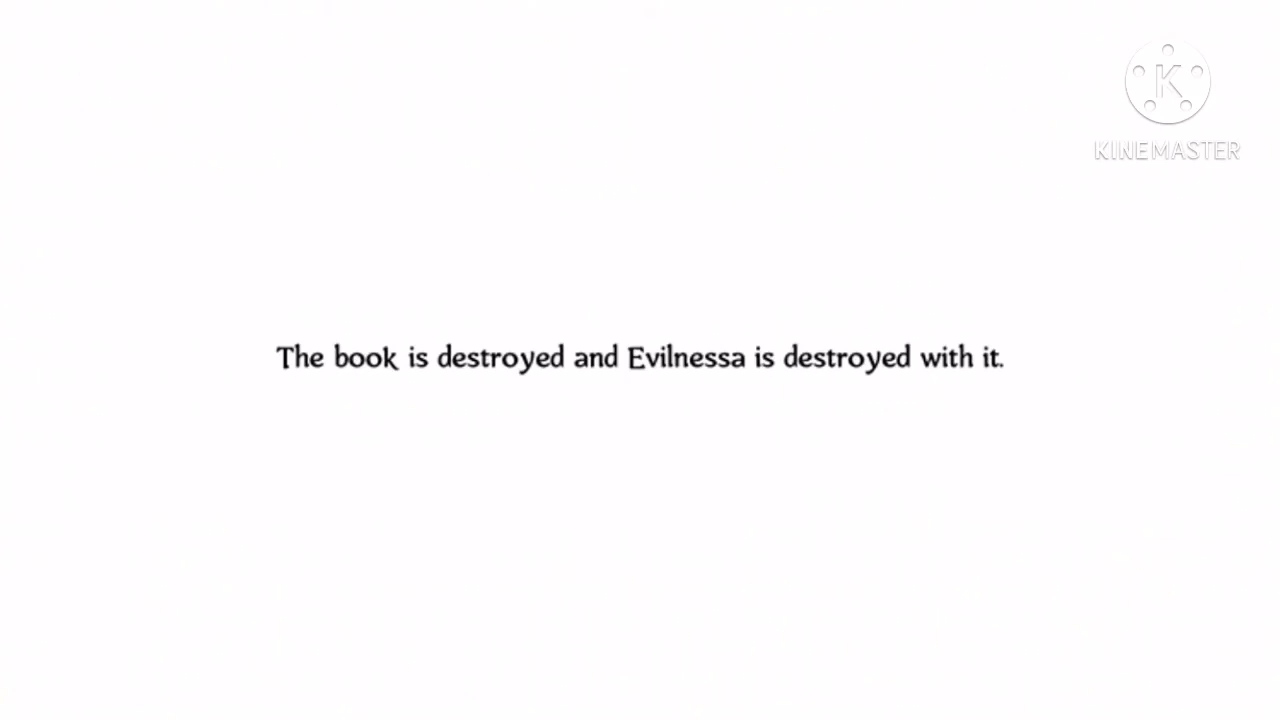 K
KINEMASTER
The book is destroyed and Evilnessa is destroyed with it.